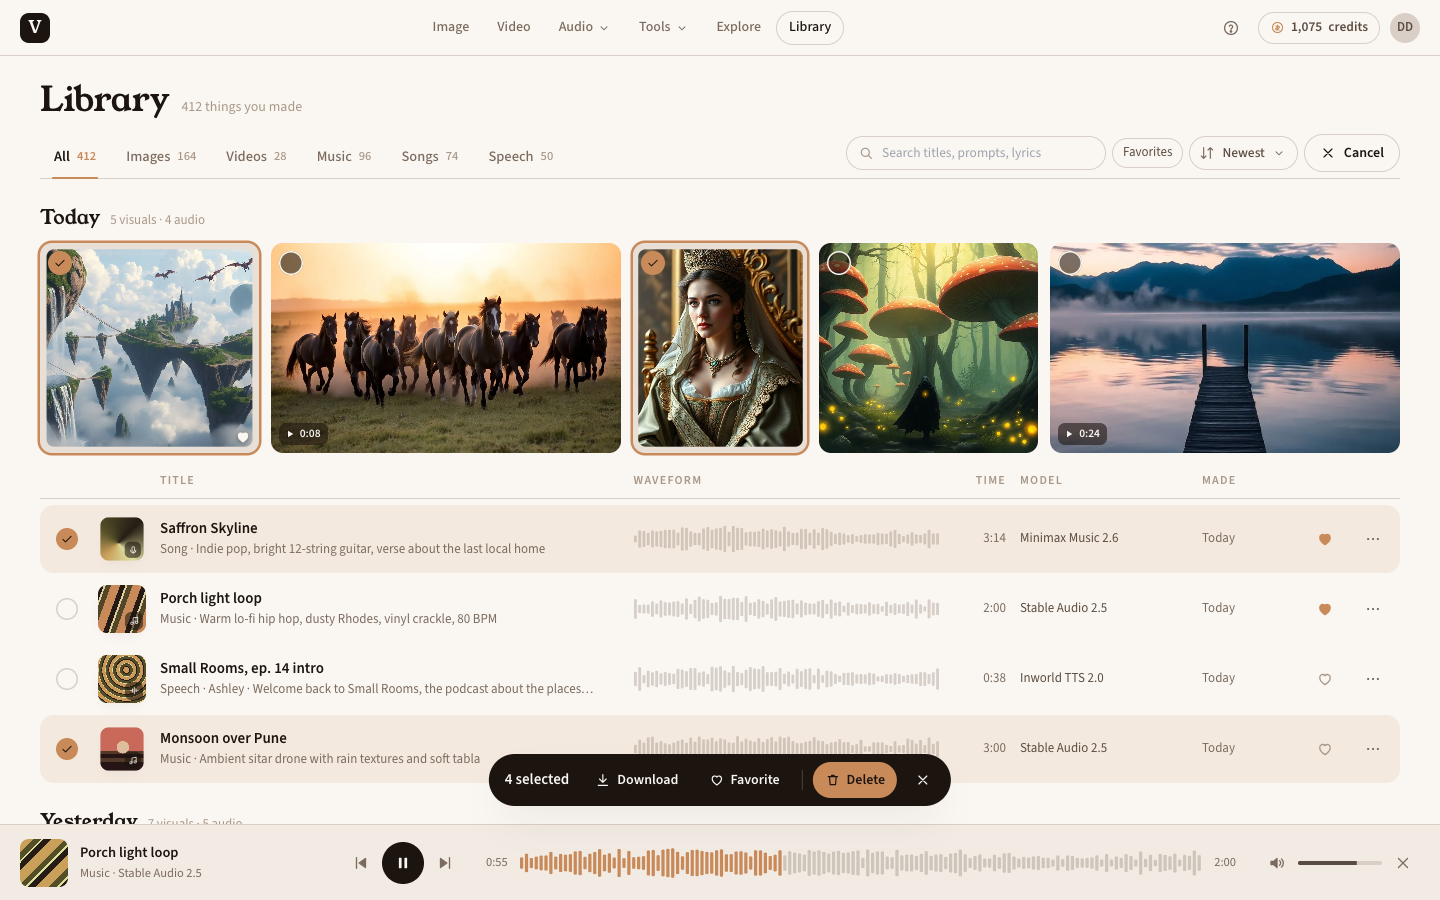 V
Image Video Audio Tools Explore Library
1,075 credits
DD
Library 412 things you made
All 412 Images 164 Videos 28 Music 96 Songs 74 Speech 50
Search titles, prompts, lyrics Favorites Newest Cancel
Today 5 visuals · 4 audio
0:08
0:24
TITLE WAVEFORM TIME MODEL MADE
Saffron Skyline
Song · Indie pop, bright 12-string guitar, verse about the last local home
3:14 Minimax Music 2.6 Today
Porch light loop
Music · Warm lo-fi hip hop, dusty Rhodes, vinyl crackle, 80 BPM
2:00 Stable Audio 2.5 Today
Small Rooms, ep. 14 intro
Speech · Ashley · Welcome back to Small Rooms, the podcast about the places…
0:38 Inworld TTS 2.0 Today
Monsoon over Pune
Music · Ambient sitar drone with rain textures and soft tabla
3:00 Stable Audio 2.5 Today
4 selected Download Favorite Delete
Yesterday 7 visuals · 5 audio
Porch light loop
Music · Stable Audio 2.5
0:55 2:00